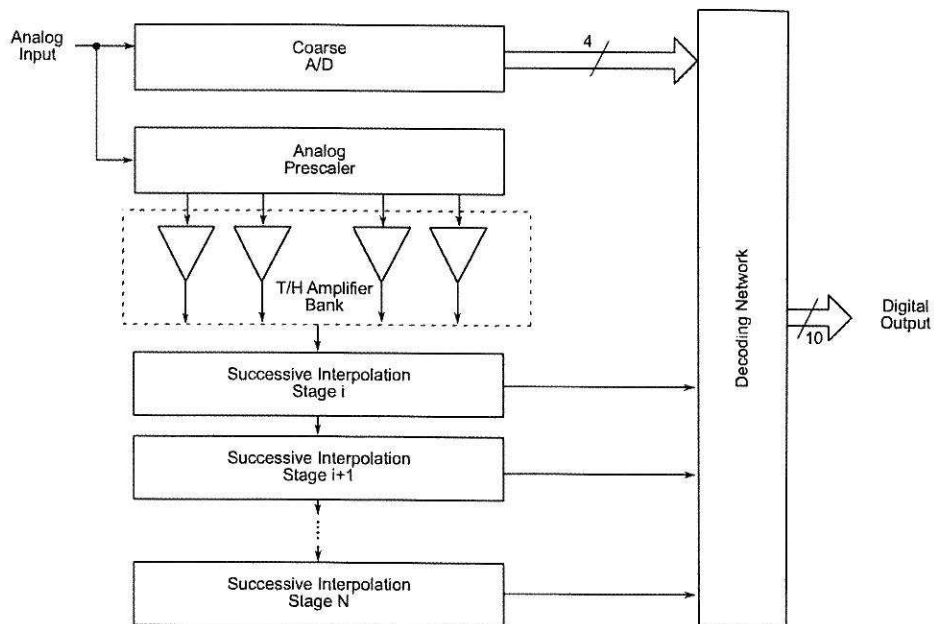 Analog
Input
Coarse
A/D
4
Analog
Prescaler
T/H Amplifier
Bank
Successive Interpolation
Stage i
Successive Interpolation
Stage i+1
Successive Interpolation
Stage N
Decoding Network
10
Digital
Output